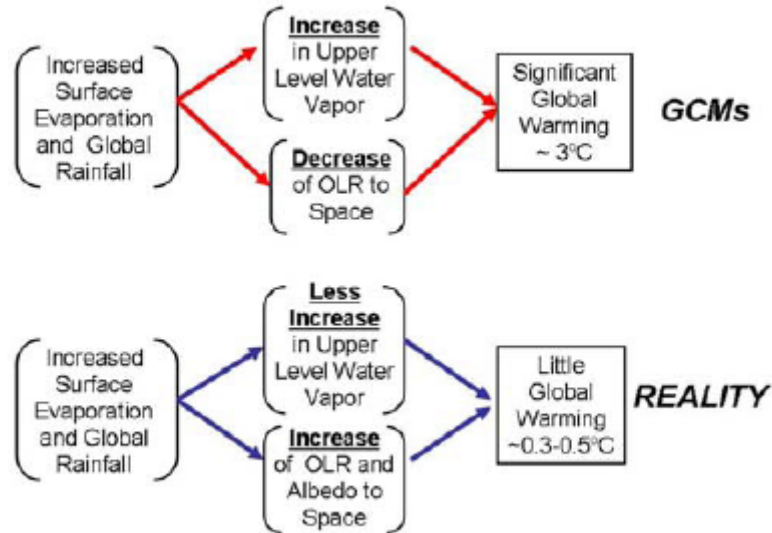 Increased
Surface
Evaporation
and Global
Rainfall
Increase
in Upper
Level Water
Vapor
Decrease
of OLR to
Space
Significant
Global
Warming
~ 3ºC
GCMs
Increased
Surface
Evaporation
and Global
Rainfall
Less
Increase
in Upper
Level Water
Vapor
Increase
of OLR and
Albedo to
Space
Little
Global
Warming
~0.3-0.5ºC
REALITY